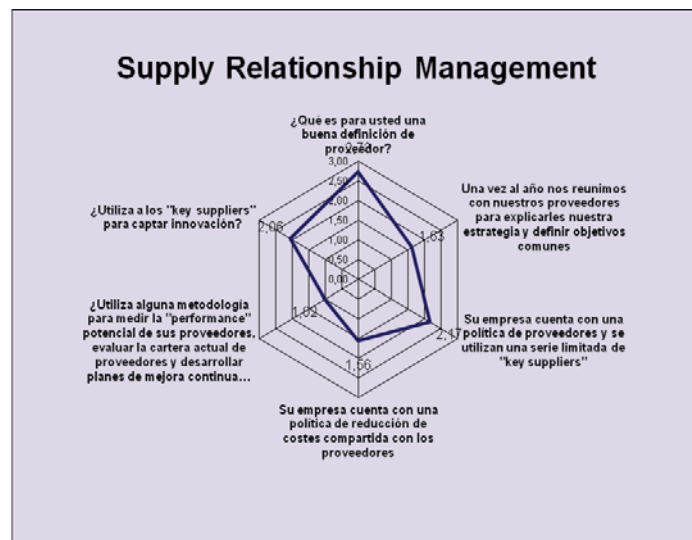 Supply Relationship Management
¿Qué es para usted una
buena definición de
proveedor?
3,00
2,50
2,00
1,50
1,00
0,50
0,00
Una vez al año nos reunimos
con nuestros proveedores
para explicarles nuestra
estrategia y definir objetivos
comunes
1,63
Su empresa cuenta con una
política de proveedores y se
utilizan una serie limitada de
"key suppliers"
2,17
1,56
Su empresa cuenta con una
política de reducción de
costes compartida con los
proveedores
¿Utiliza alguna metodología
para medir la "performance"
potencial de sus proveedores,
evaluar la cartera actual de
proveedores y desarrollar
planes de mejora continua...
1,02
¿Utiliza a los "key suppliers"
para captar innovación?
2,06